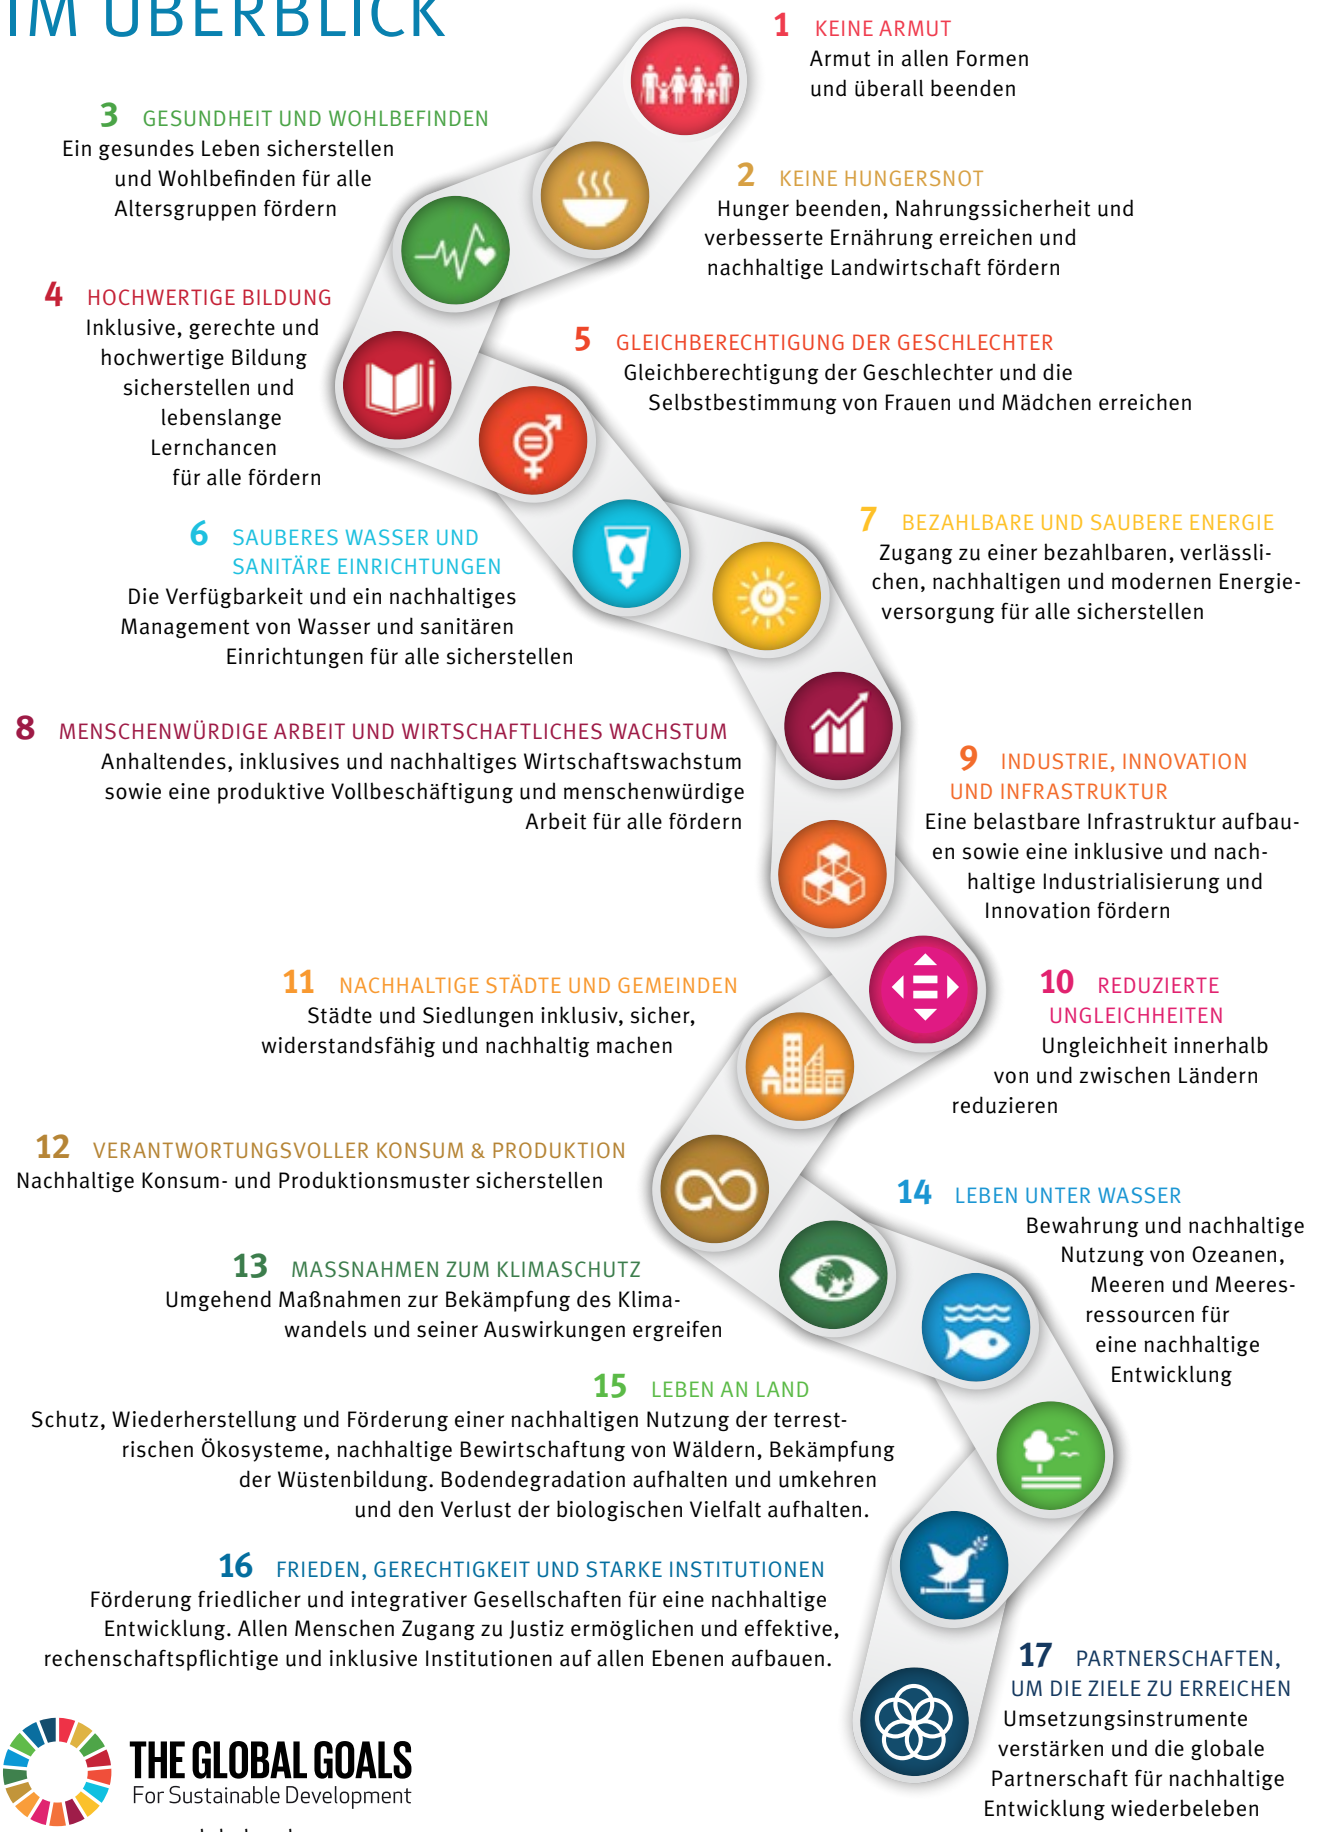 IM ÜBERBLICK
1 KEINE ARMUT
Armut in allen Formen
und überall beenden
2 KEINE HUNGERSNOT
Hunger beenden, Nahrungssicherheit und
verbesserte Ernährung erreichen und
nachhaltige Landwirtschaft fördern
3 GESUNDHEIT UND WOHLBEFINDEN
Ein gesundes Leben sicherstellen
und Wohlbefinden für alle
Altersgruppen fördern
4 HOCHWERTIGE BILDUNG
Inklusive, gerechte und
hochwertige Bildung
sicherstellen und
lebenslange
Lernchancen
für alle fördern
5 GLEICHBERECHTIGUNG DER GESCHLECHTER
Gleichberechtigung der Geschlechter und die
Selbstbestimmung von Frauen und Mädchen erreichen
6 SAUBERES WASSER UND
SANITÄRE EINRICHTUNGEN
Die Verfügbarkeit und ein nachhaltiges
Management von Wasser und sanitären
Einrichtungen für alle sicherstellen
7 BEZAHLBARE UND SAUBERE ENERGIE
Zugang zu einer bezahlbaren, verlässli-
chen, nachhaltigen und modernen Energie-
versorgung für alle sicherstellen
8 MENSCHENWÜRDIGE ARBEIT UND WIRTSCHAFTLICHES WACHSTUM
Anhaltendes, inklusives und nachhaltiges Wirtschaftswachstum
sowie eine produktive Vollbeschäftigung und menschenwürdige
Arbeit für alle fördern
9 INDUSTRIE, INNOVATION
UND INFRASTRUKTUR
Eine belastbare Infrastruktur aufbau-
en sowie eine inklusive und nach-
haltige Industrialisierung und
Innovation fördern
10 REDUZIERTE
UNGLEICHHEITEN
Ungleichheit innerhalb
von und zwischen Ländern
reduzieren
11 NACHHALTIGE STÄDTE UND GEMEINDEN
Städte und Siedlungen inklusiv, sicher,
widerstandsfähig und nachhaltig machen
12 VERANTWORTUNGSVOLLER KONSUM & PRODUKTION
Nachhaltige Konsum- und Produktionsmuster sicherstellen
13 MASSNAHMEN ZUM KLIMASCHUTZ
Umgehend Maßnahmen zur Bekämpfung des Klima-
wandels und seiner Auswirkungen ergreifen
14 LEBEN UNTER WASSER
Bewahrung und nachhaltige
Nutzung von Ozeanen,
Meeren und Meeres-
ressourcen für
eine nachhaltige
Entwicklung
15 LEBEN AN LAND
Schutz, Wiederherstellung und Förderung einer nachhaltigen Nutzung der terrest-
rischen Ökosysteme, nachhaltige Bewirtschaftung von Wäldern, Bekämpfung
der Wüstenbildung. Bodendegradation aufhalten und umkehren
und den Verlust der biologischen Vielfalt aufhalten.
16 FRIEDEN, GERECHTIGKEIT UND STARKE INSTITUTIONEN
Förderung friedlicher und integrativer Gesellschaften für eine nachhaltige
Entwicklung. Allen Menschen Zugang zu Justiz ermöglichen und effektive,
rechenschaftspflichtige und inklusive Institutionen auf allen Ebenen aufbauen.
17 PARTNERSCHAFTEN,
UM DIE ZIELE ZU ERREICHEN
Umsetzungsinstrumente
verstärken und die globale
Partnerschaft für nachhaltige
Entwicklung wiederbeleben
THE GLOBAL GOALS
For Sustainable Development